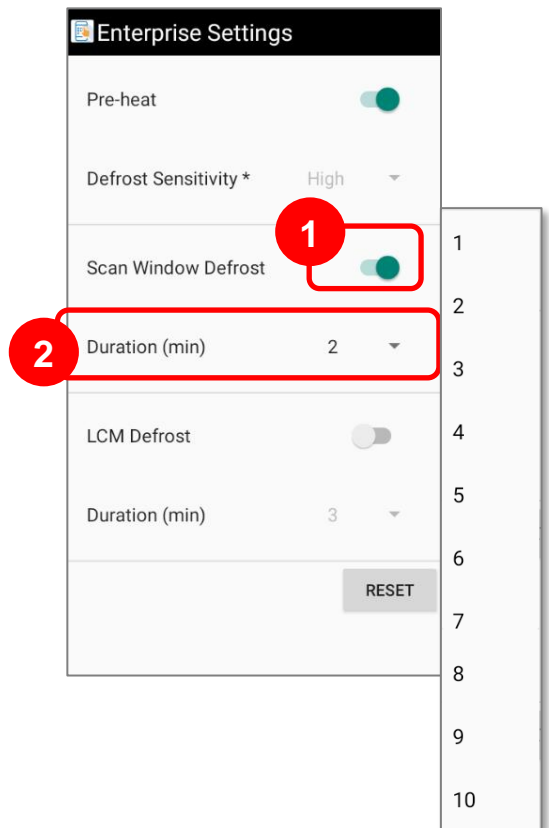 Enterprise Settings
Pre-heat
Defrost Sensitivity * High
1
Scan Window Defrost
2
Duration (min) 2
LCM Defrost
Duration (min) 3
RESET
1
2
3
4
5
6
7
8
9
10